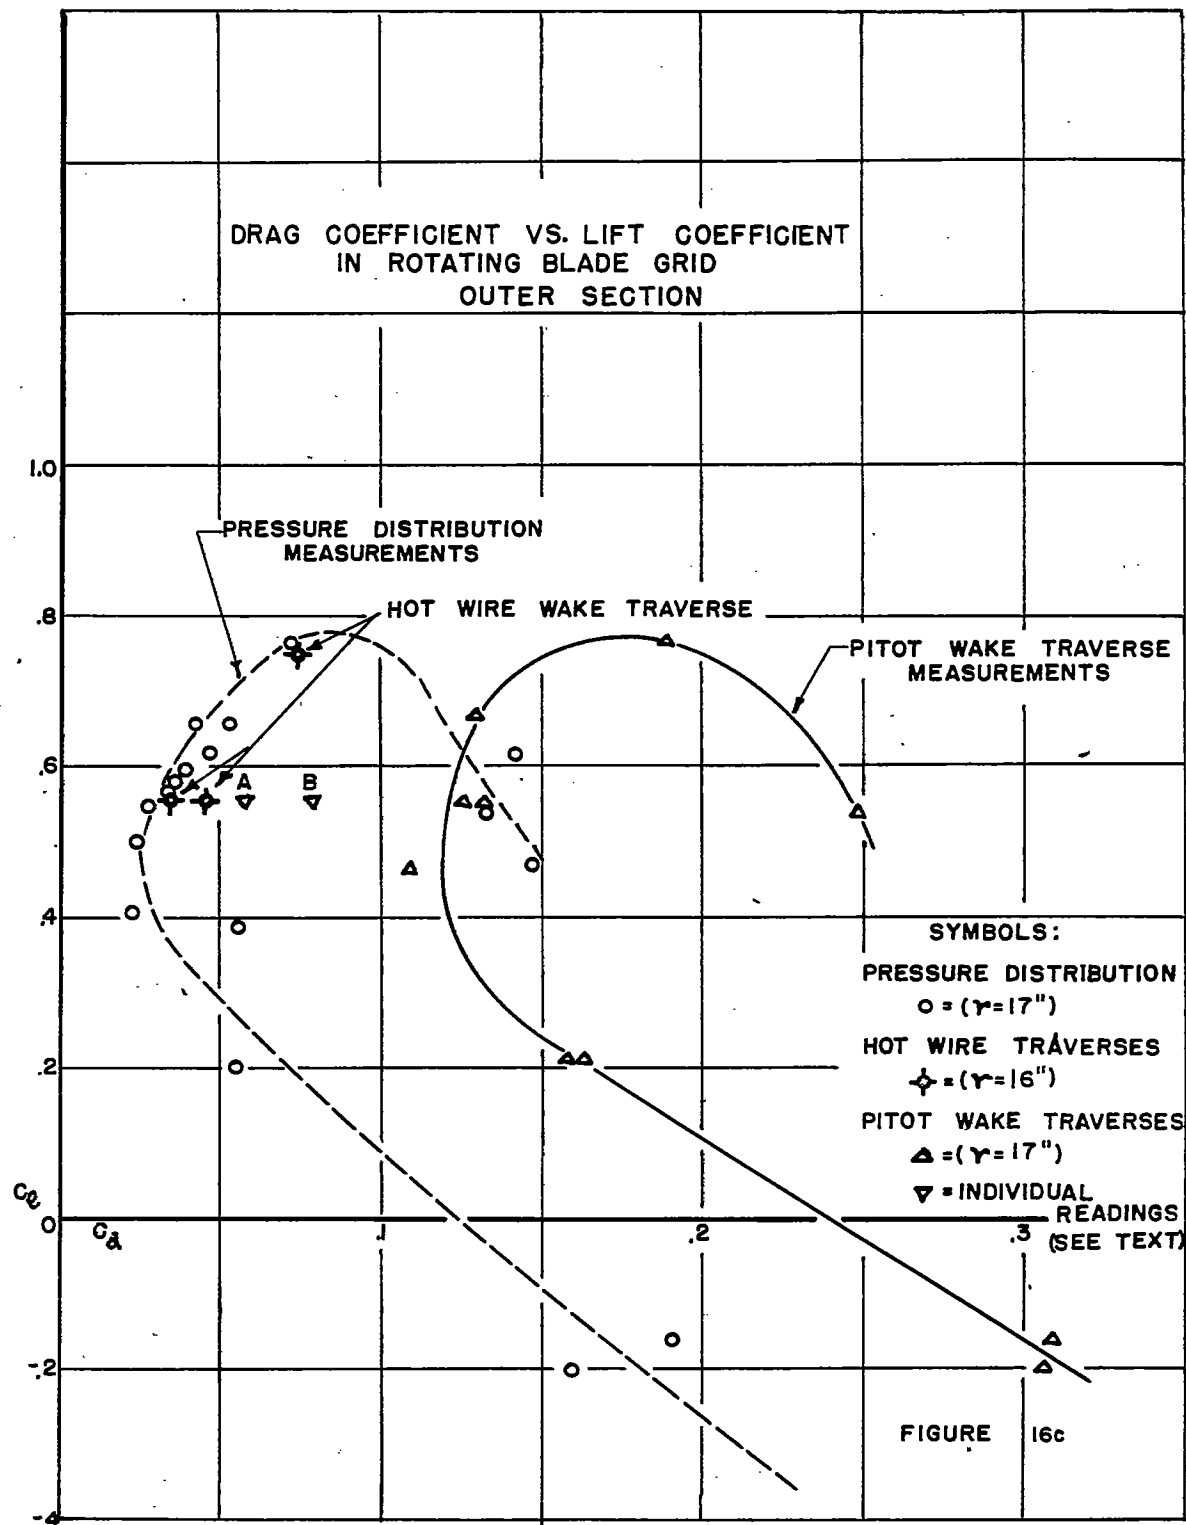 DRAG COEFFICIENT VS. LIFT COEFFICIENT
IN ROTATING BLADE GRID
OUTER SECTION
1.0
PRESSURE DISTRIBUTION
MEASUREMENTS
HOT WIRE WAKE TRAVERSE
.8
PITOT WAKE TRAVERSE
MEASUREMENTS
.6
A
B
.4
SYMBOLS:
PRESSURE DISTRIBUTION
= (r=17")
HOT WIRE TRAVERSES
= (r=16")
.2
PITOT WAKE TRAVERSES
= (r=17")
= INDIVIDUAL
READINGS
(SEE TEXT)
Cℓ
0
Cd
.1
.2
.3
-.2
FIGURE 16c
-.4